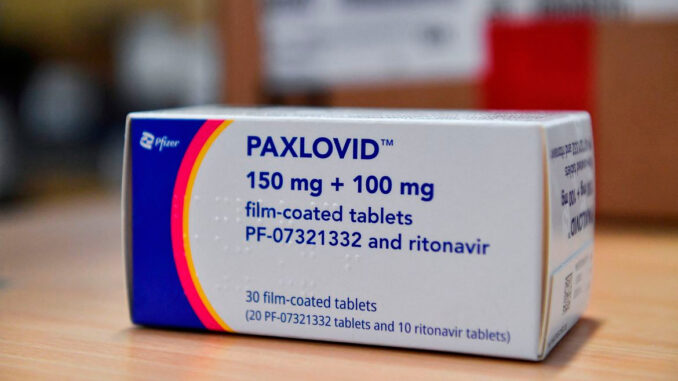 Pfizer
PAXLOVID™
150 mg + 100 mg
film-coated tablets
PF-07321332 and ritonavir
30 film-coated tablets
(20 PF-07321332 tablets and 10 ritonavir tablets)